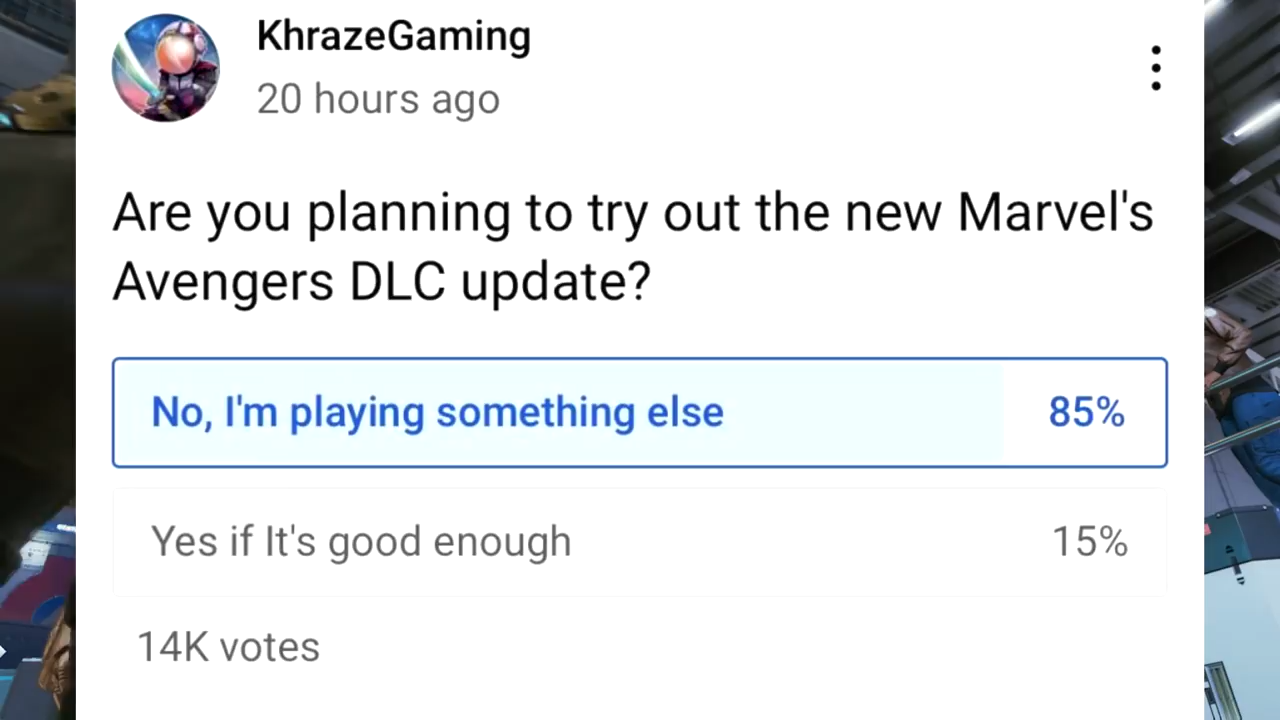 KhrazeGaming
20 hours ago
Are you planning to try out the new Marvel's
Avengers DLC update?
No, I'm playing something else
85%
Yes if It's good enough
15%
14K votes